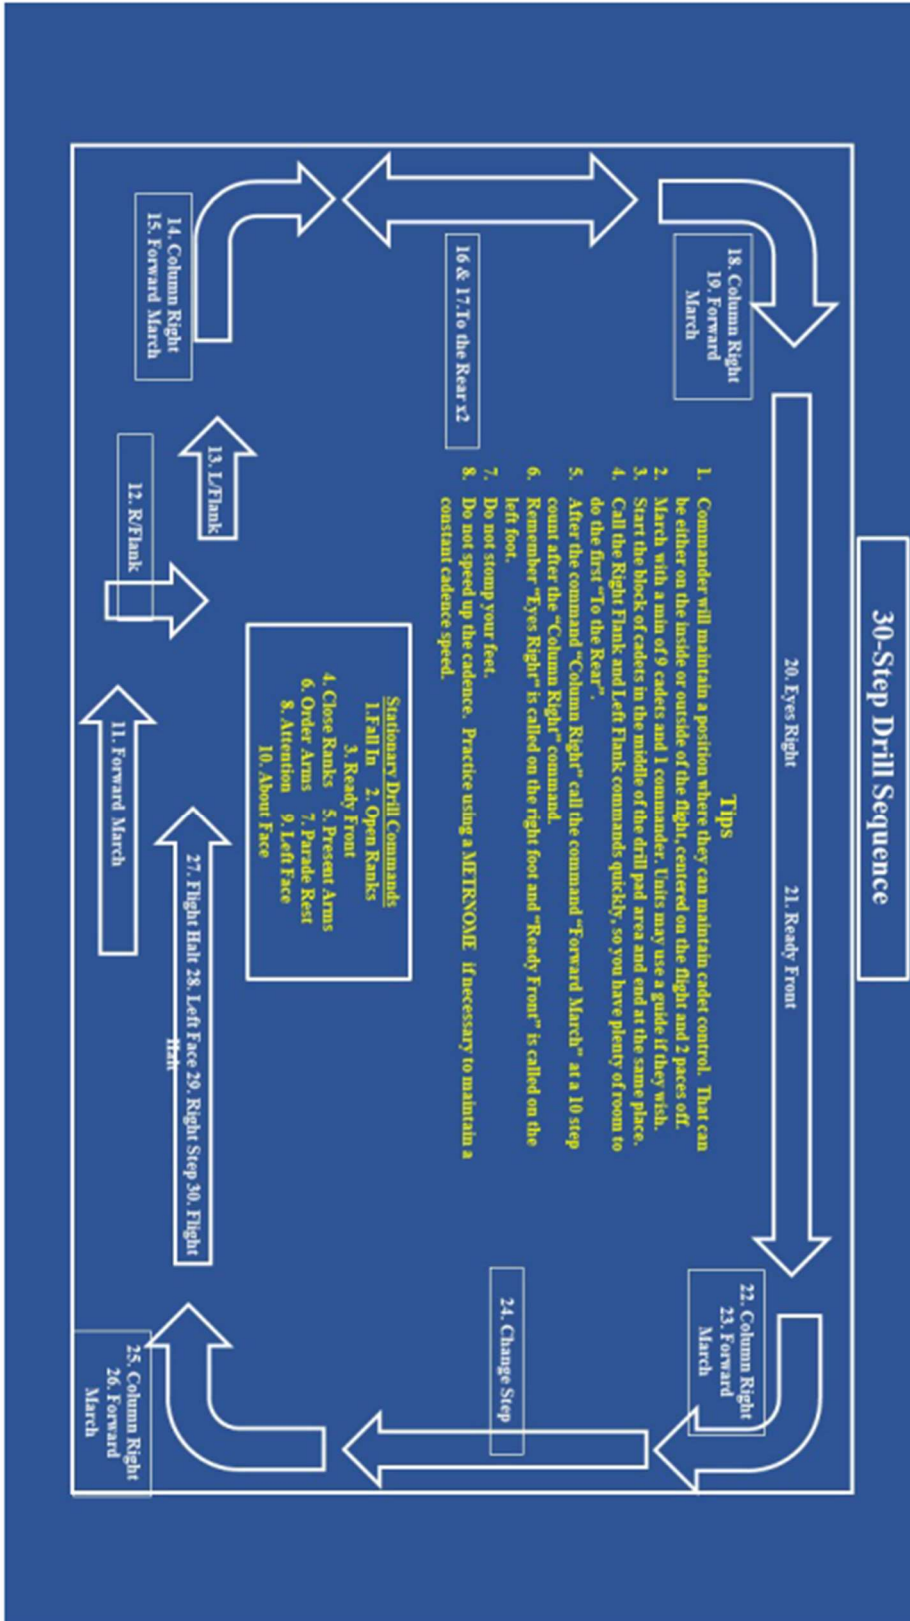 30-Step Drill Sequence
20. Eyes Right
21. Ready Front
18. Column Right
19. Forward
March
22. Column Right
23. Forward
March
Tips
1. Commander will maintain a position where they can maintain cadet control. That can
be either on the inside or outside of the flight, centered on the flight and 2 paces off.
2. March with a min of 9 cadets and 1 commander. Units may use a guide if they wish.
3. Start the block of cadets in the middle of the drill pad area and end at the same place.
4. Call the Right Flank and Left Flank commands quickly, so you have plenty of room to
do the first "To the Rear".
5. After the command "Column Right" call the command "Forward March" at a 10 step
count after the "Column Right" command.
6. Remember "Eyes Right" is called on the right foot and "Ready Front" is called on the
left foot.
7. Do not stomp your feet.
8. Do not speed up the cadence. Practice using a METRNOME if necessary to maintain a
constant cadence speed.
16 & 17.To the Rear x2
24. Change Step
Stationary Drill Commands
1.Fall In 2. Open Ranks
3. Ready Front
4. Close Ranks 5. Present Arms
6. Order Arms 7. Parade Rest
8. Attention 9. Left Face
10. About Face
14. Column Right
15. Forward March
13. L/Flank
12. R/Flank
11. Forward March
27. Flight Halt 28. Left Face 29. Right Step 30. Flight
Halt
25. Column Right
26. Forward
March